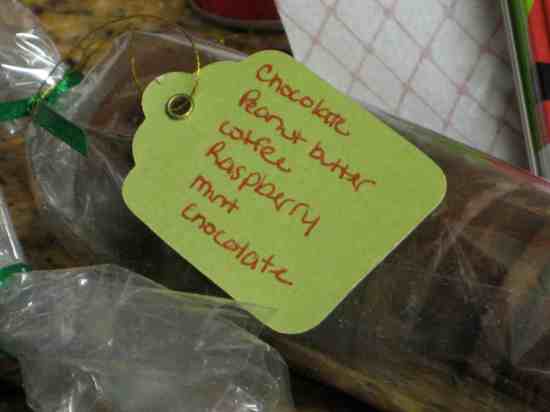 Chocolate
Peanut butter
coffee
Raspberry
mint
chocolate